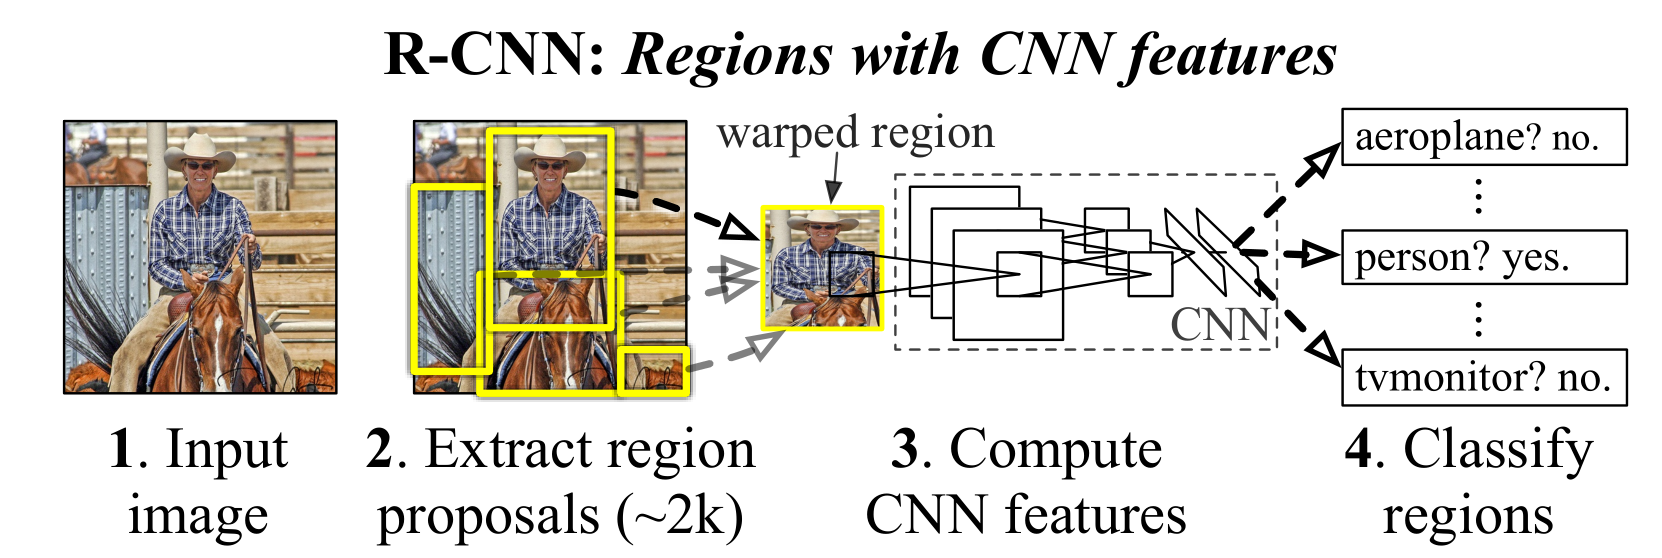 R-CNN: Regions with CNN features
warped region
aeroplane? no.
person? yes.
tvmonitor? no.
CNN
1. Input
image
2. Extract region
proposals (~2k)
3. Compute
CNN features
4. Classify
regions